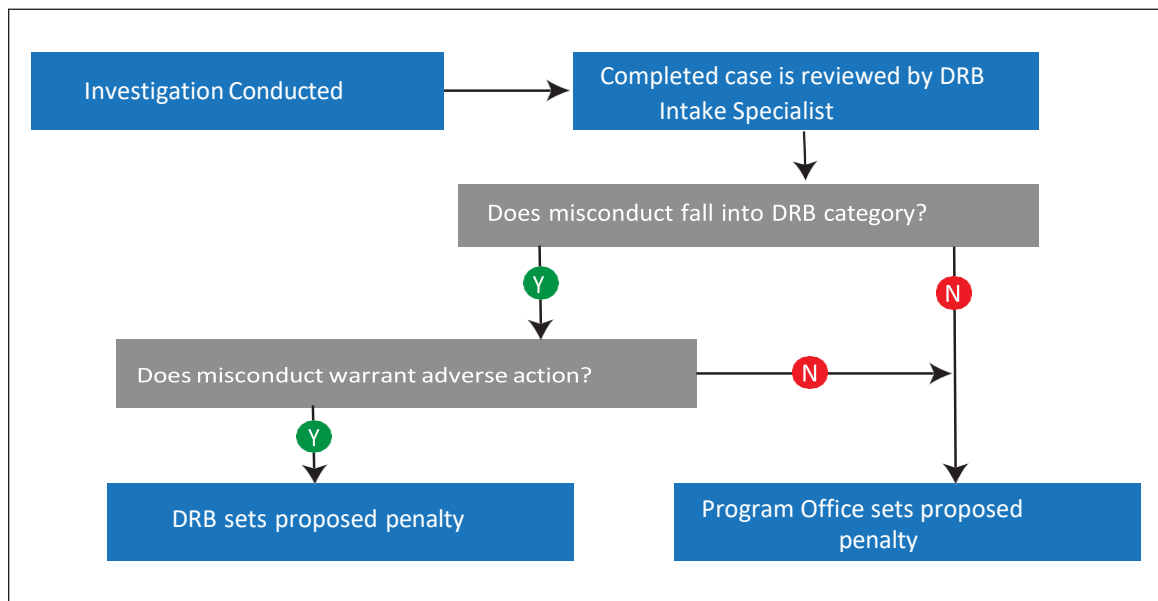 Investigation Conducted
Completed case is reviewed by DRB
Intake Specialist
Does misconduct fall into DRB category?
Y
N
Does misconduct warrant adverse action?
N
Y
DRB sets proposed penalty
Program Office sets proposed
penalty